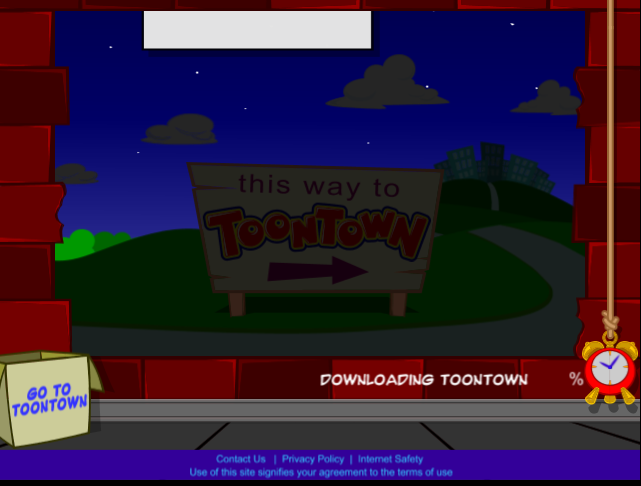 this way to
TOONTOWN
DOWNLOADING TOONTOWN %
GO TO
TOONTOWN
Contact Us | Privacy Policy | Internet Safety
Use of this site signifies your agreement to the terms of use